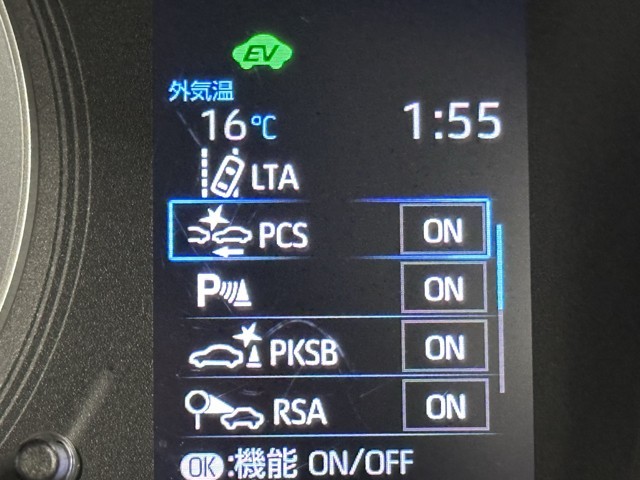 EV
外気温
16℃ 1:55
LTA
PCS ON
P ON
PKSB ON
RSA ON
OK:機能 ON/OFF